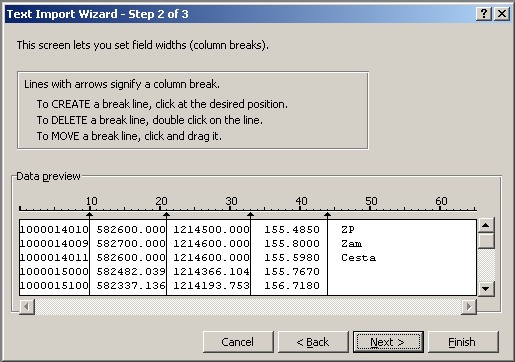 Text Import Wizard - Step 2 of 3
This screen lets you set field widths (column breaks).
Lines with arrows signify a column break.
To CREATE a break line, click at the desired position.
To DELETE a break line, double click on the line.
To MOVE a break line, click and drag it.
Data preview
10 20 30 40 50 60
1000014010 582600.000 1214500.000 155.4850 ZP
1000014009 582700.000 1214600.000 155.8000 Zam
1000014011 582600.000 1214600.000 155.5980 Cesta
1000015000 582482.039 1214366.104 155.7670
1000015100 582337.136 1214193.753 156.7180
Cancel < Back Next > Finish